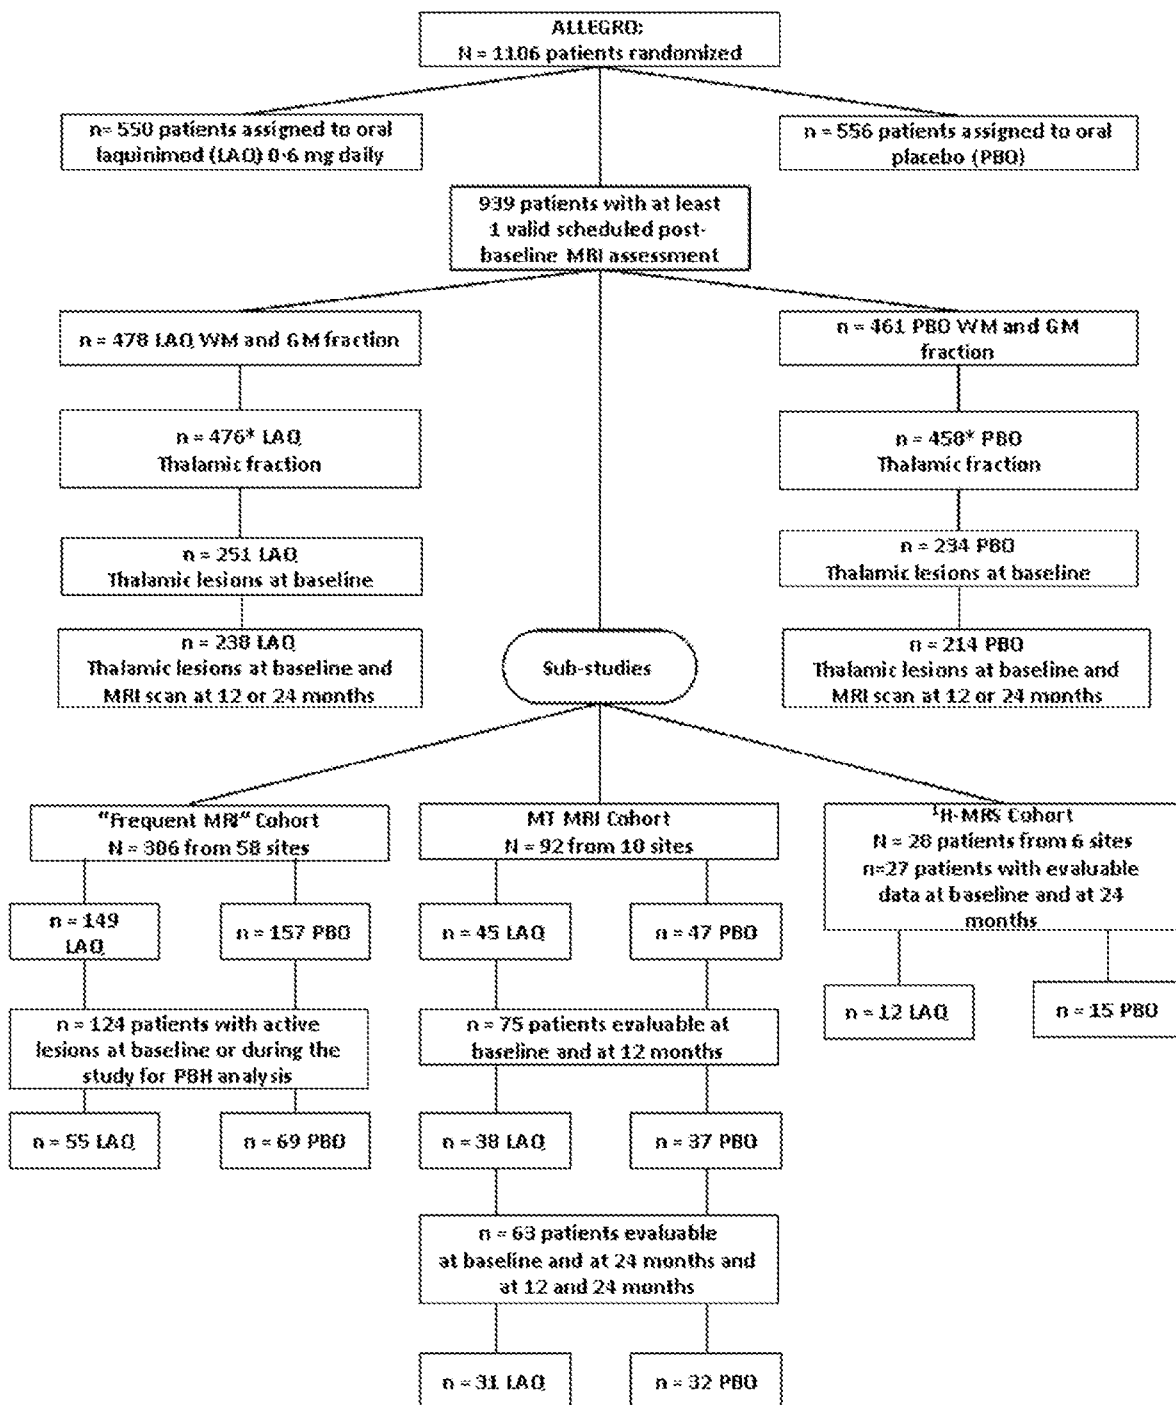 ALLEGRO:
N = 1106 patients randomized
n= 550 patients assigned to oral
laquinimod (LAQ) 0·6 mg daily
n = 556 patients assigned to oral
placebo (PBO)
939 patients with at least
1 valid scheduled post-
baseline MRI assessment
n = 478 LAQ WM and GM fraction
n = 461 PBO WM and GM
fraction
n = 476* LAQ
Thalamic fraction
n = 458* PBO
Thalamic fraction
n = 251 LAQ
Thalamic lesions at baseline
n = 234 PBO
Thalamic lesions at baseline
n = 238 LAQ
Thalamic lesions at baseline and
MRI scan at 12 or 24 months
Sub-studies
n = 214 PBO
Thalamic lesions at baseline and
MRI scan at 12 or 24 months
"Frequent MRI" Cohort
N = 306 from 58 sites
MT MRI Cohort
N = 92 from 10 sites
¹H-MRS Cohort
N = 28 patients from 6 sites
n=27 patients with evaluable
data at baseline and at 24
months
n = 149
LAQ
n = 157 PBO
n = 45 LAQ
n = 47 PBO
n = 12 LAQ
n = 15 PBO
n = 124 patients with active
lesions at baseline or during the
study for PBH analysis
n = 75 patients evaluable at
baseline and at 12 months
n = 55 LAQ
n = 69 PBO
n = 38 LAQ
n = 37 PBO
n = 63 patients evaluable
at baseline and at 24 months and
at 12 and 24 months
n = 31 LAQ
n = 32 PBO